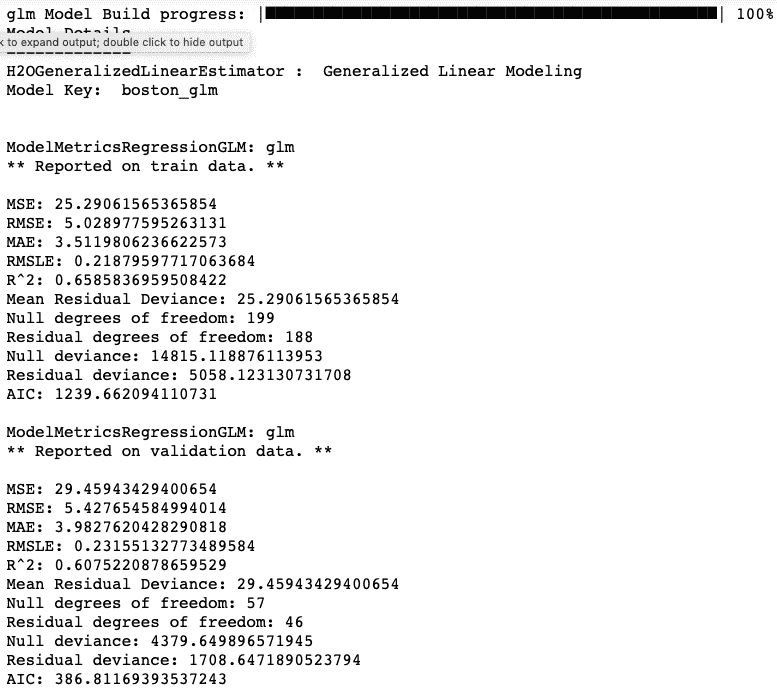 glm Model Build progress: || 100%
Model Details
k to expand output; double click to hide output
H2OGeneralizedLinearEstimator :  Generalized Linear Modeling
Model Key:  boston_glm
ModelMetricsRegressionGLM: glm
** Reported on train data. **
MSE: 25.29061565365854
RMSE: 5.028977595263131
MAE: 3.5119806236622573
RMSLE: 0.21879597717063684
R^2: 0.6585836959508422
Mean Residual Deviance: 25.29061565365854
Null degrees of freedom: 199
Residual degrees of freedom: 188
Null deviance: 14815.118876113953
Residual deviance: 5058.123130731708
AIC: 1239.662094110731
ModelMetricsRegressionGLM: glm
** Reported on validation data. **
MSE: 29.45943429400654
RMSE: 5.427654584994014
MAE: 3.9827620428290818
RMSLE: 0.23155132773489584
R^2: 0.6075220878659529
Mean Residual Deviance: 29.45943429400654
Null degrees of freedom: 57
Residual degrees of freedom: 46
Null deviance: 4379.649896571945
Residual deviance: 1708.6471890523794
AIC: 386.81169393537243